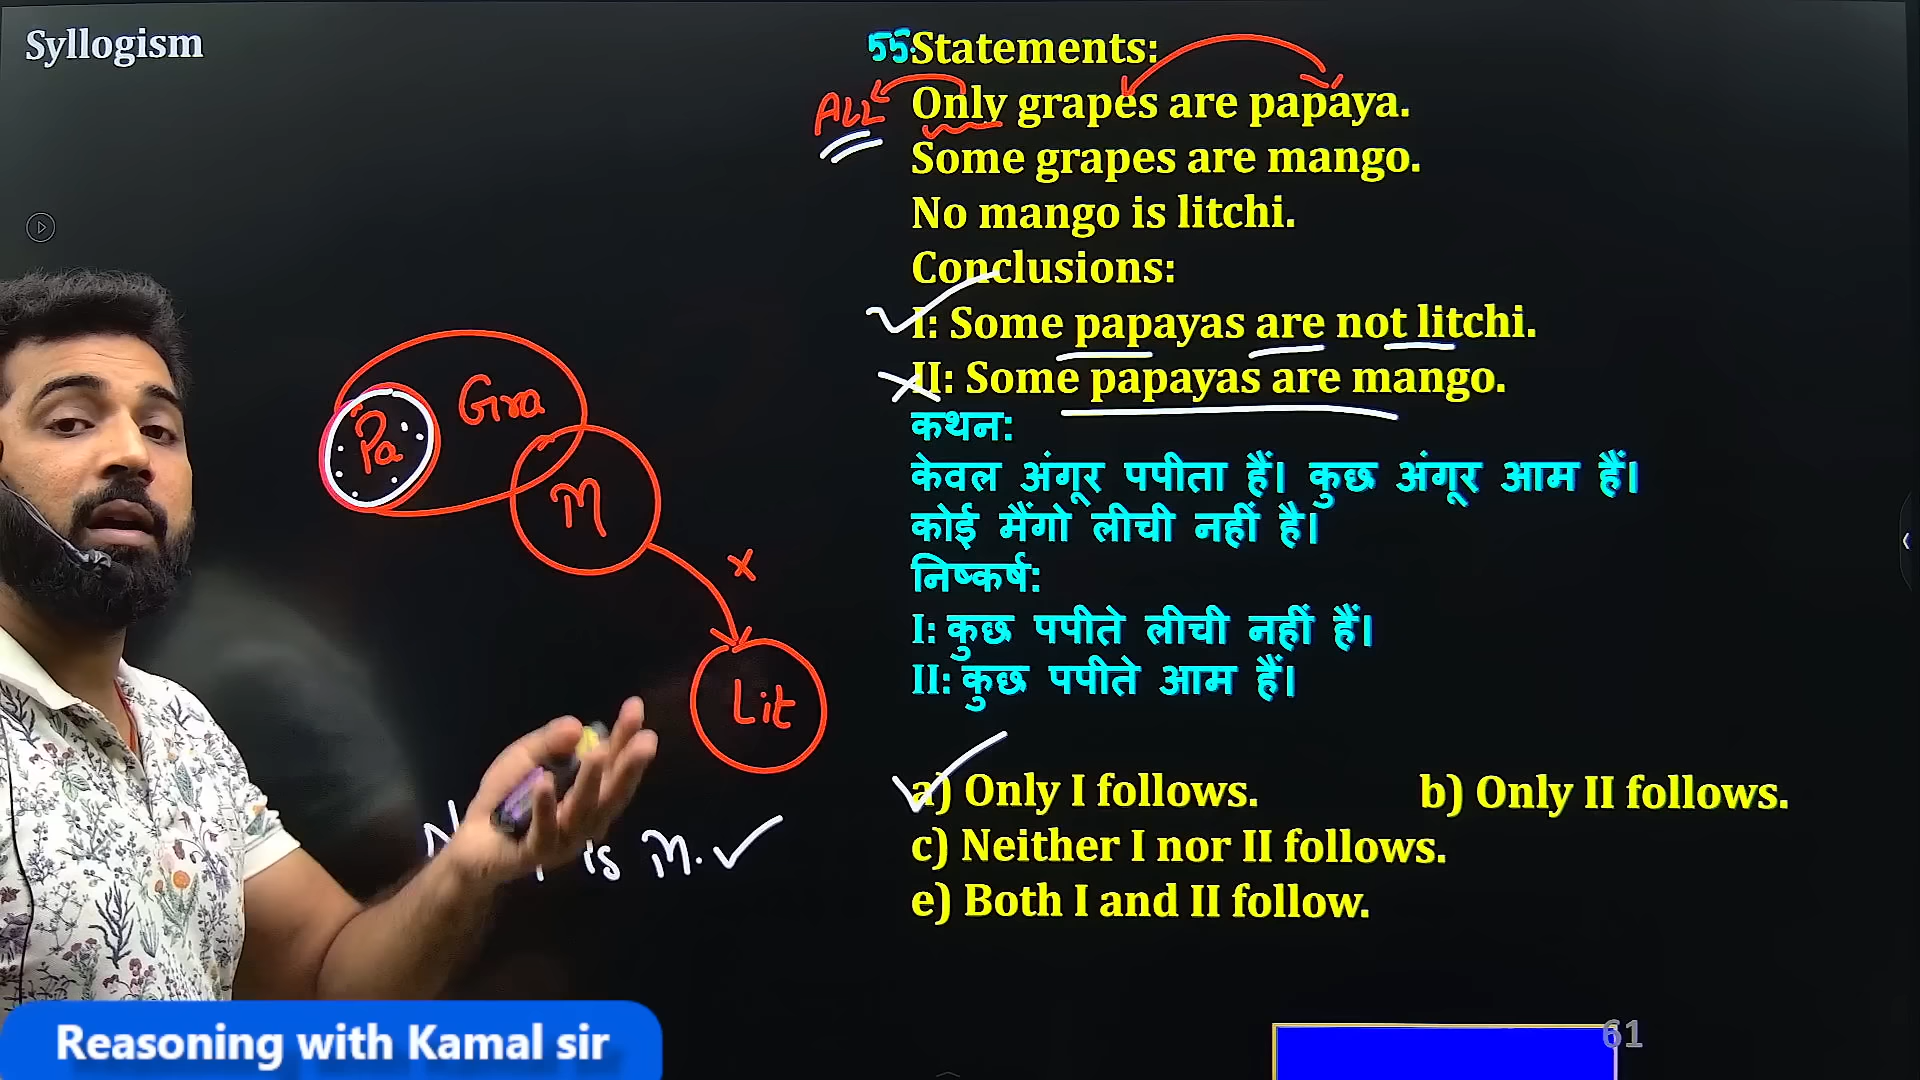 Syllogism
55.Statements:
ALL Only grapes are papaya.
Some grapes are mango.
No mango is litchi.
Conclusions:
I: Some papayas are not litchi.
II: Some papayas are mango.
कथन:
केवल अंगूर पपीता हैं। कुछ अंगूर आम हैं।
कोई मैंगो लीची नहीं है।
निष्कर्ष:
I: कुछ पपीते लीची नहीं हैं।
II: कुछ पपीते आम हैं।
a) Only I follows. b) Only II follows.
c) Neither I nor II follows.
e) Both I and II follow.
Gra
Pa
M
Lit
is M.
Reasoning with Kamal sir
61